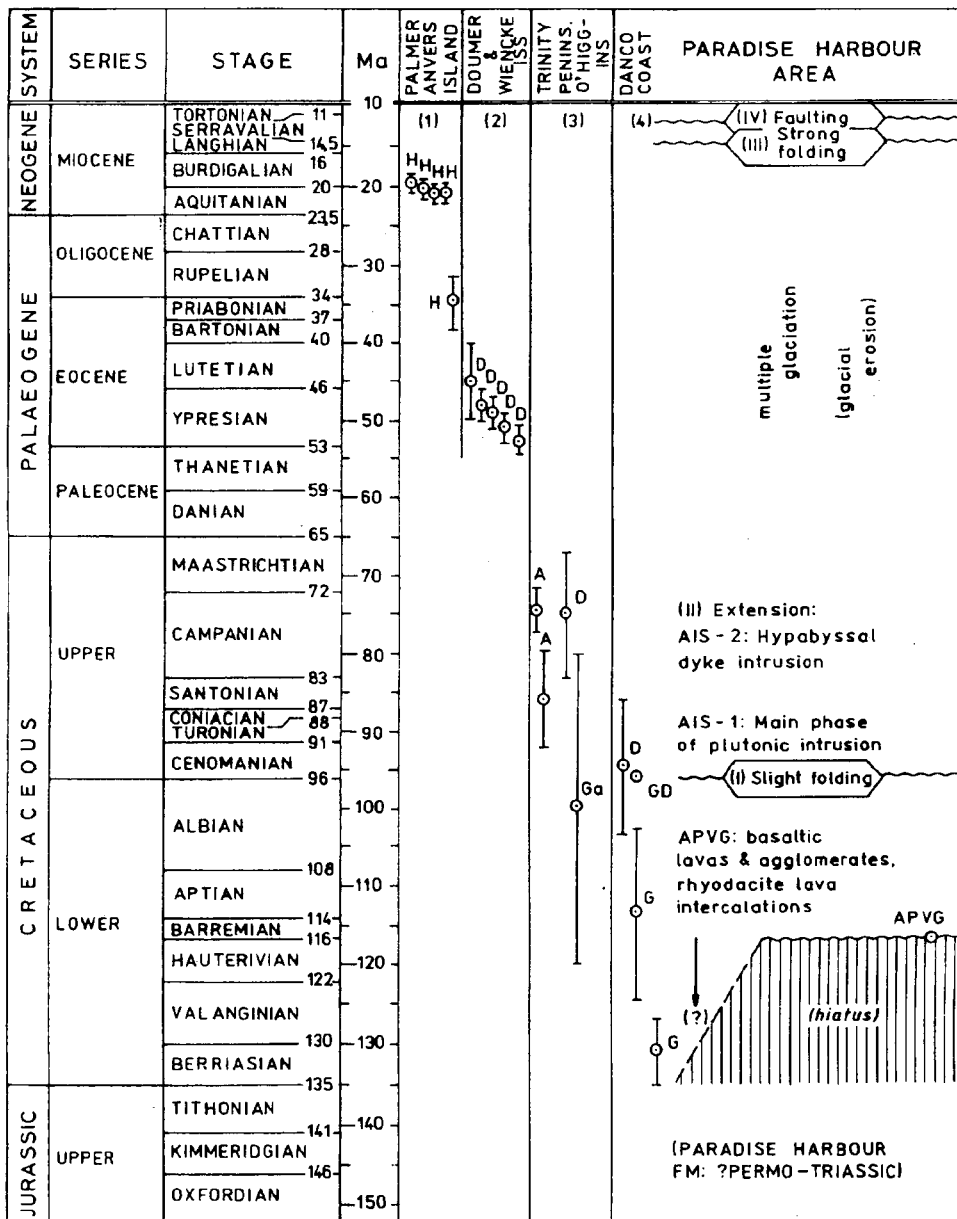 SYSTEM
SERIES
STAGE
Ma
PALMER
ANVERS
ISLAND
DOUMER
&
WIENCKE
ISS
TRINITY
PENINS.
O'HIGG-
INS
DANCO
COAST
PARADISE HARBOUR
AREA
(1)
(2)
(3)
(4)
NEOGENE
PALAEOGENE
CRETACEOUS
JURASSIC
MIOCENE
OLIGOCENE
EOCENE
PALEOCENE
UPPER
LOWER
UPPER
TORTONIAN 11
SERRAVALIAN
LANGHIAN 14,5
16
BURDIGALIAN
20
AQUITANIAN
23,5
CHATTIAN
28
RUPELIAN
34
PRIABONIAN
37
BARTONIAN
40
LUTETIAN
46
YPRESIAN
53
THANETIAN
59
DANIAN
65
MAASTRICHTIAN
72
CAMPANIAN
83
SANTONIAN
87
CONIACIAN
88
TURONIAN
91
CENOMANIAN
96
ALBIAN
108
APTIAN
114
BARREMIAN
116
HAUTERIVIAN
122
VALANGINIAN
130
BERRIASIAN
135
TITHONIAN
141
KIMMERIDGIAN
146
OXFORDIAN
10
20
30
40
50
60
70
80
90
100
110
120
130
140
150
H H H H
H
D
D
D
D
D
A
D
A
Ga
D
GD
G
G
(IV) Faulting
(III) Strong
folding
multiple
glaciation
(glacial
erosion)
(II) Extension:
AIS-2: Hypabyssal
dyke intrusion
AIS-1: Main phase
of plutonic intrusion
(I) Slight folding
APVG: basaltic
lavas & agglomerates,
rhyodacite lava
intercalations
APVG
(?)
(hiatus)
(PARADISE HARBOUR
FM: ?PERMO-TRIASSIC)